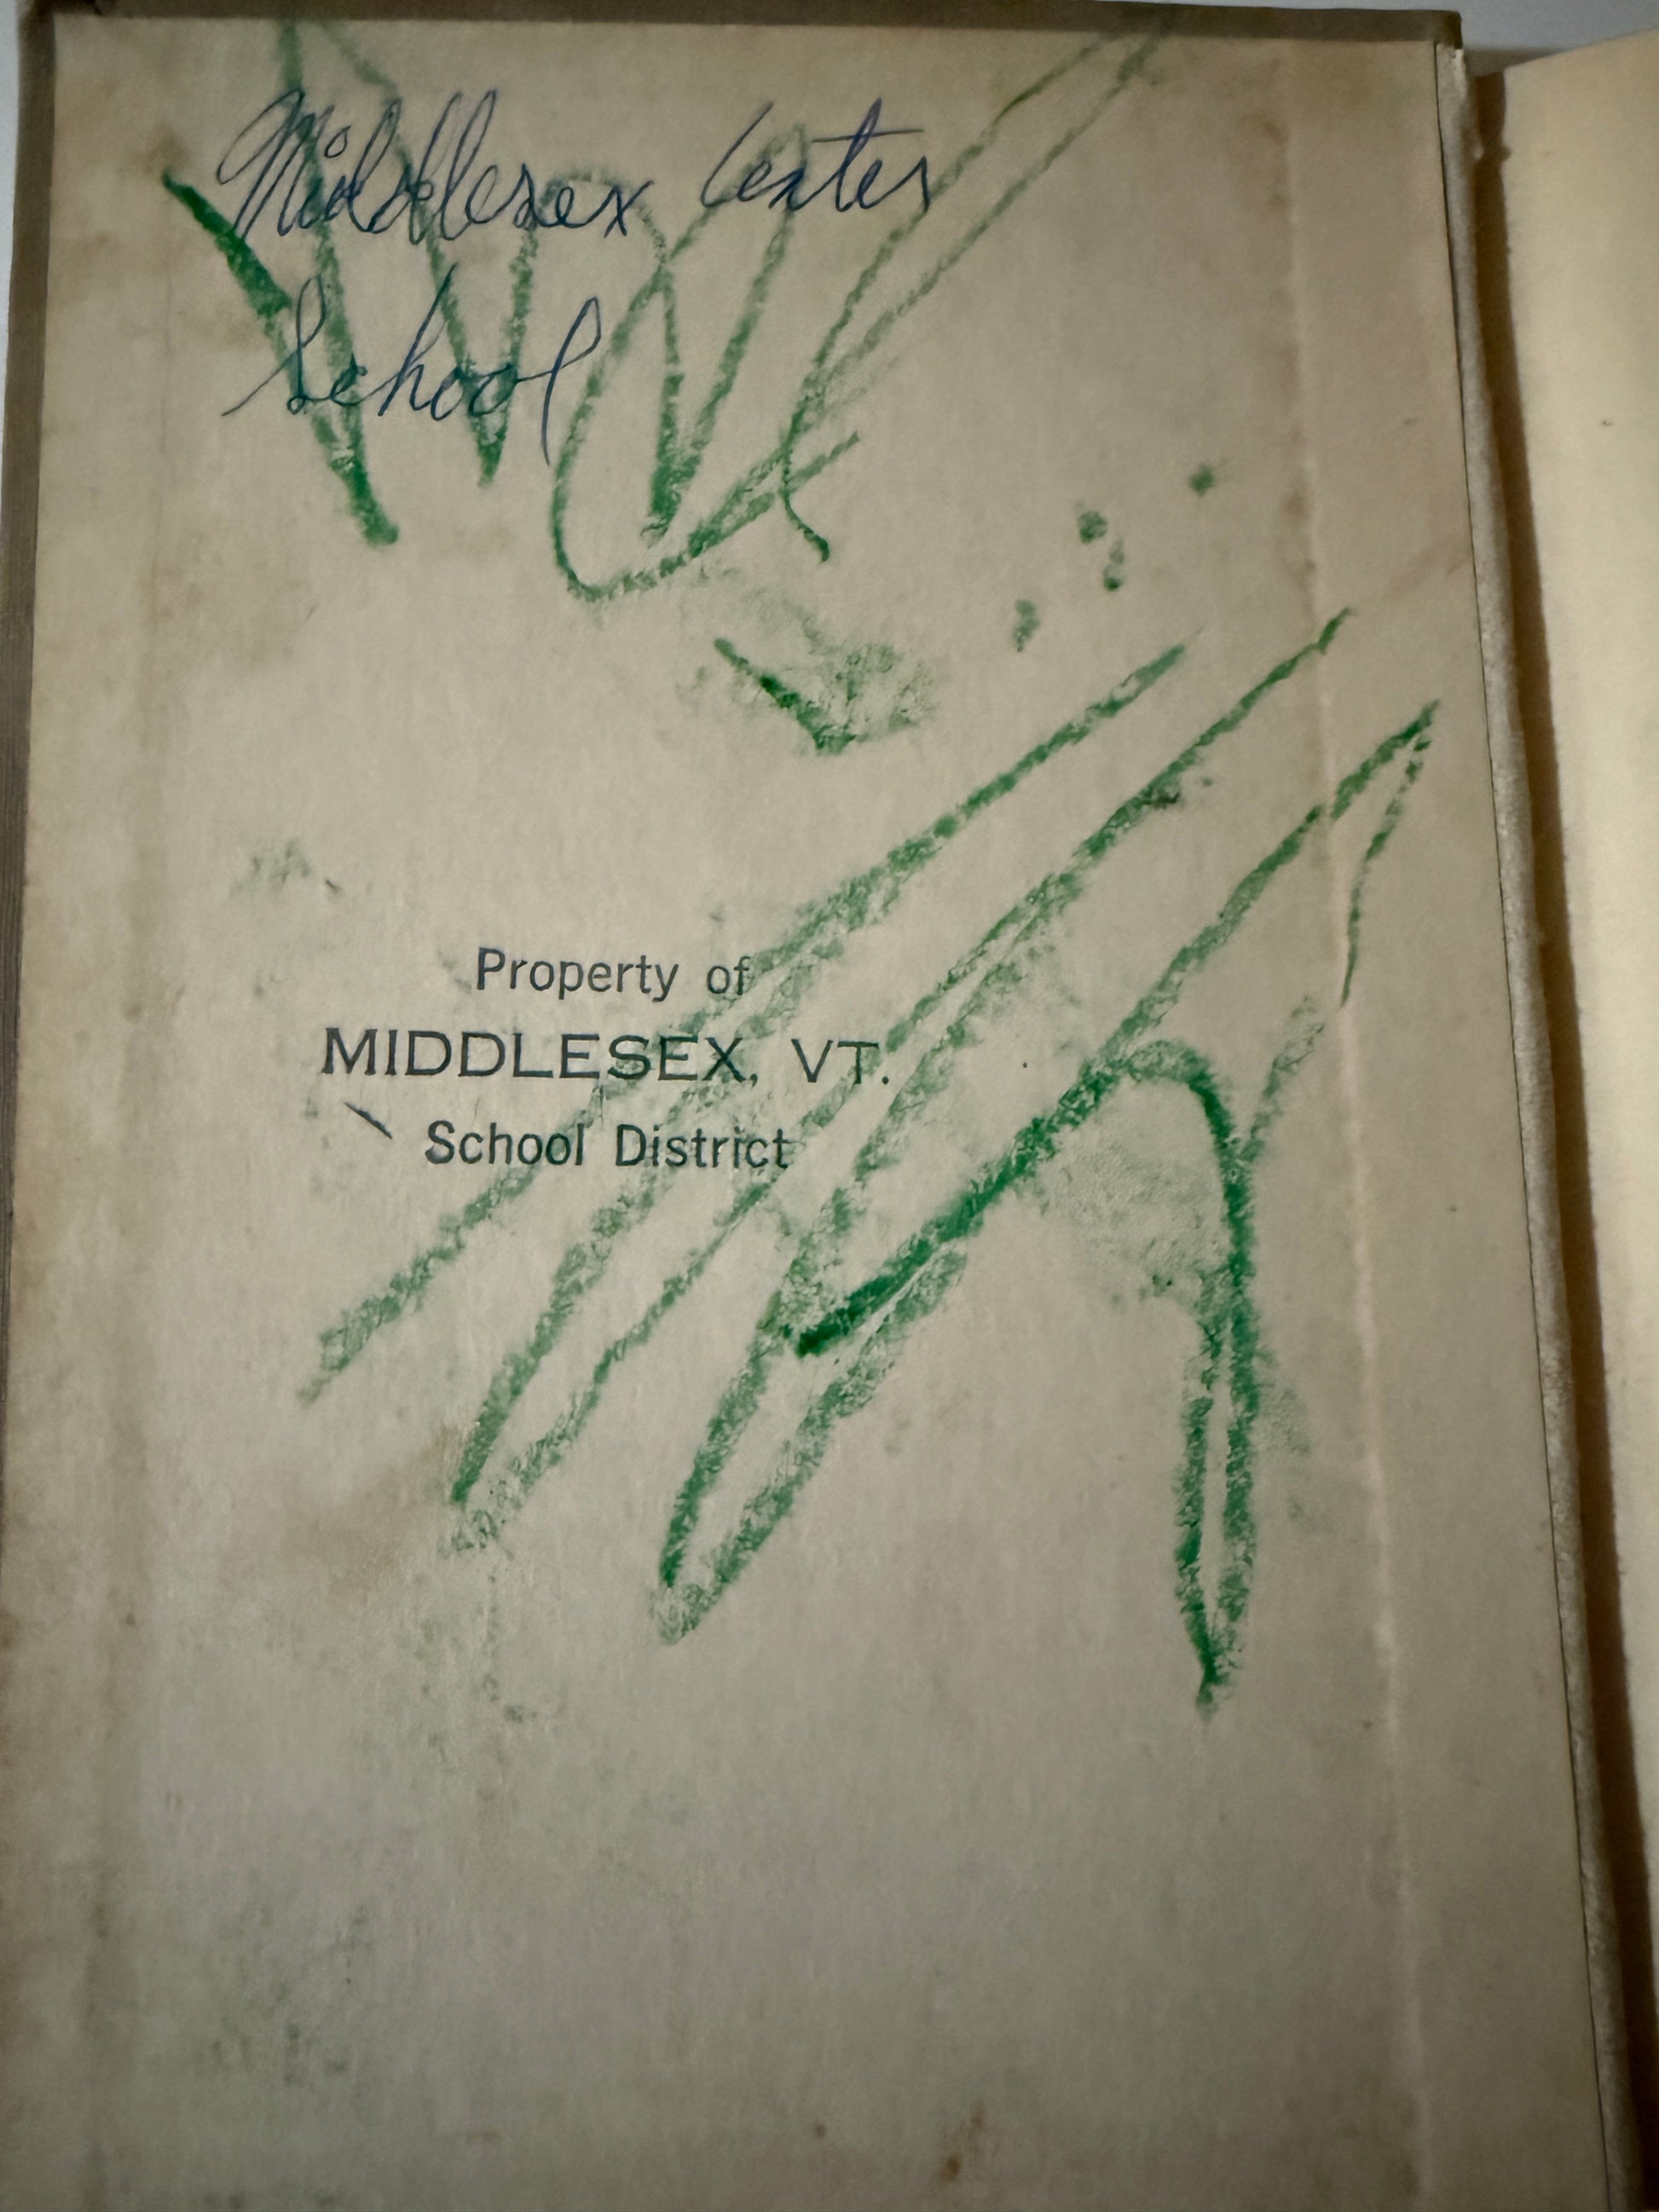 Middlesex Center
School
Property of
MIDDLESEX, VT.
School District